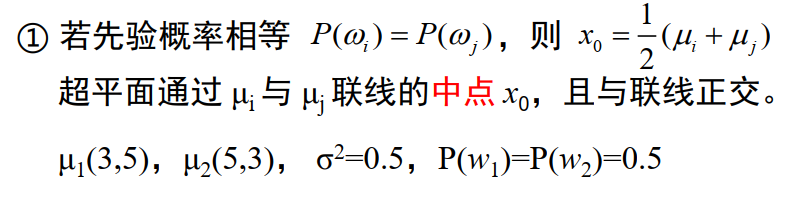 ① 若先验概率相等 P(ωᵢ) = P(ωⱼ)，则 x₀ = 1/2(μᵢ + μⱼ)
超平面通过 μᵢ 与 μⱼ 联线的中点 x₀，且与联线正交。
μ₁(3,5)，μ₂(5,3)， σ²=0.5，P(w₁)=P(w₂)=0.5